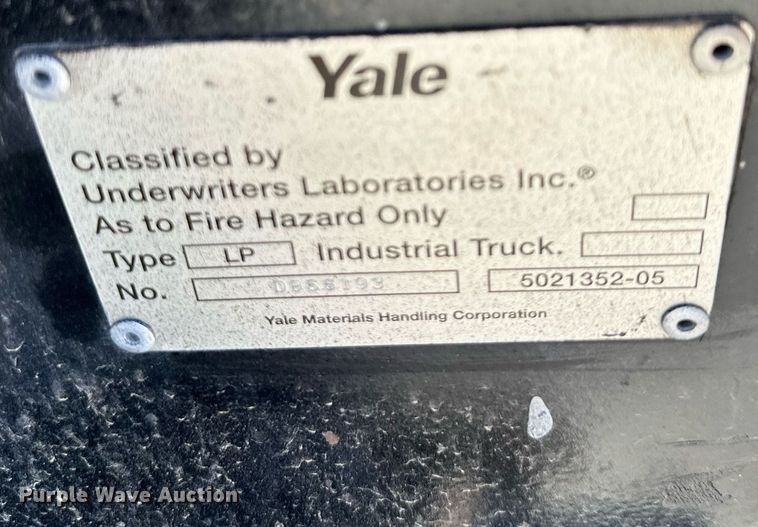 Yale
Classified by
Underwriters Laboratories Inc.®
As to Fire Hazard Only
Type LP Industrial Truck.
No. 5021352-05
Yale Materials Handling Corporation
Purple Wave Auction